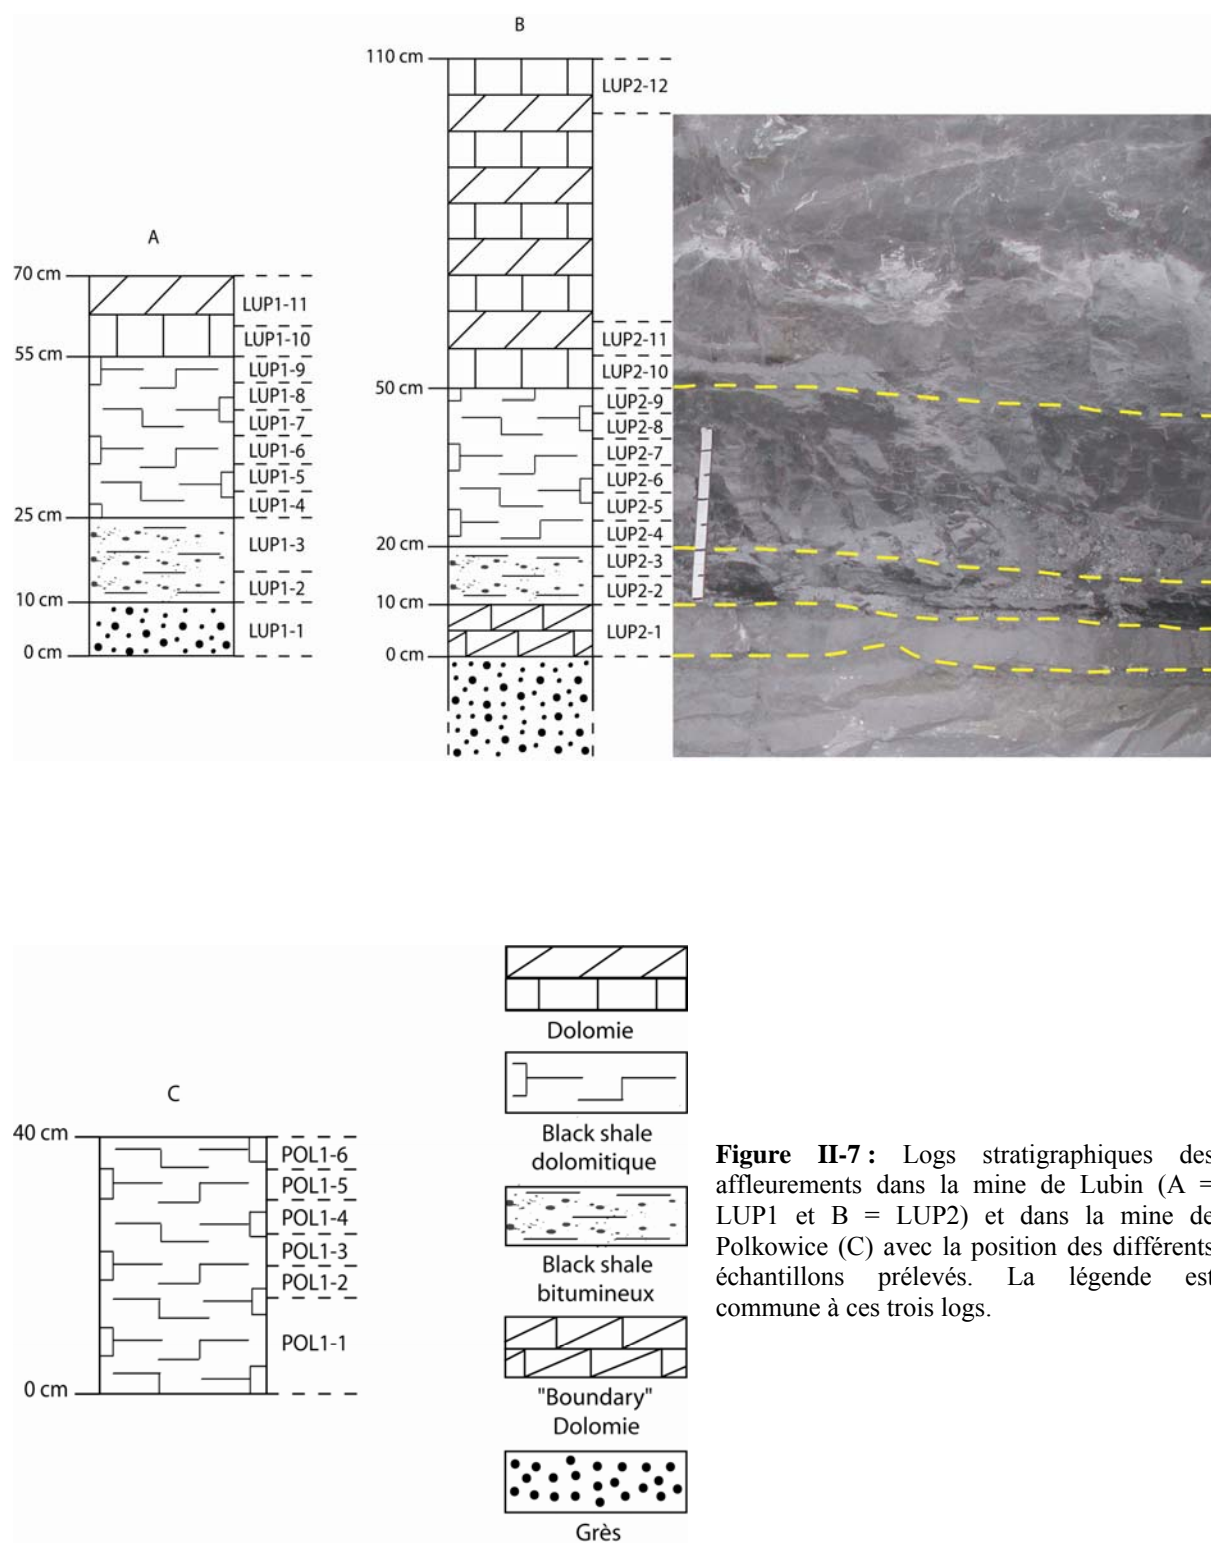 B
110 cm
LUP2-12
A
70 cm
LUP1-11
LUP1-10
55 cm
LUP1-9
LUP1-8
LUP1-7
LUP1-6
LUP1-5
LUP1-4
25 cm
LUP1-3
LUP1-2
10 cm
LUP1-1
0 cm
LUP2-11
LUP2-10
50 cm
LUP2-9
LUP2-8
LUP2-7
LUP2-6
LUP2-5
LUP2-4
20 cm
LUP2-3
LUP2-2
10 cm
LUP2-1
0 cm
C
40 cm
POL1-6
POL1-5
POL1-4
POL1-3
POL1-2
POL1-1
0 cm
Dolomie
Black shale
dolomitique
Black shale
bitumineux
"Boundary"
Dolomie
Grès
Figure II-7 : Logs stratigraphiques des
affleurements dans la mine de Lubin (A =
LUP1 et B = LUP2) et dans la mine de
Polkowice (C) avec la position des différents
échantillons prélevés. La légende est
commune à ces trois logs.